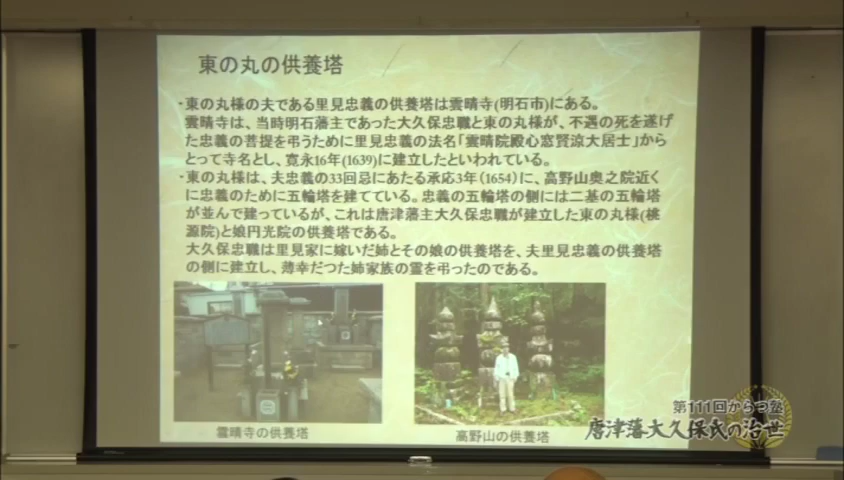 東の丸の供養塔
・東の丸様の夫である里見忠義の供養塔は雲晴寺(明石市)にある。
雲晴寺は、当時明石藩主であった大久保忠職と東の丸様が、不遇の死を遂げ
た忠義の菩提を弔うために里見忠義の法名「雲晴院殿心窓賢涼大居士」から
とって寺名とし、寛永16年(1639)に建立したといわれている。
・東の丸様は、夫忠義の33回忌にあたる承応3年(1654)に、高野山奥之院近く
に忠義のために五輪塔を建てている。忠義の五輪塔の側には二基の五輪塔
が並んで建っているが、これは唐津藩主大久保忠職が建立した東の丸様(桃
源院)と娘円光院の供養塔である。
大久保忠職は里見家に嫁いだ姉とその娘の供養塔を、夫里見忠義の供養塔
の側に建立し、薄幸だつた姉家族の霊を弔ったのである。
雲晴寺の供養塔
高野山の供養塔
第111回からつ塾
唐津藩大久保氏の治世